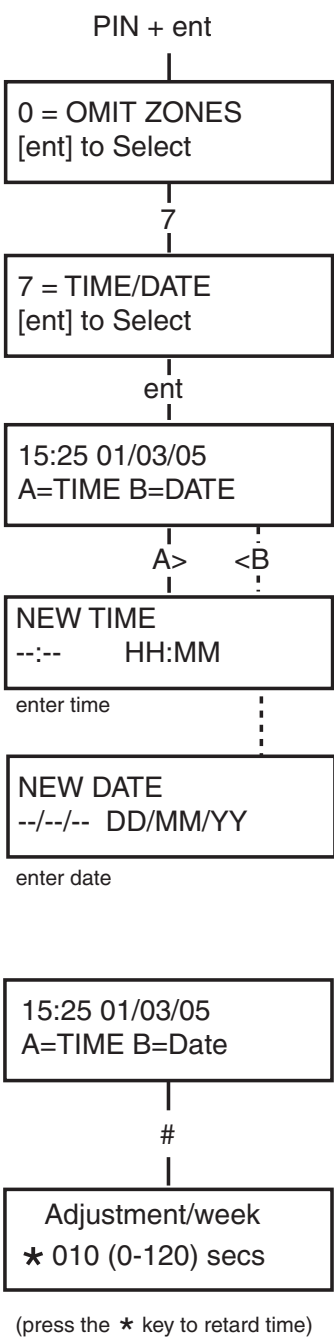 PIN + ent
0 = OMIT ZONES
[ent] to Select
7
7 = TIME/DATE
[ent] to Select
ent
15:25 01/03/05
A=TIME B=DATE
A> <B
NEW TIME
--:-- HH:MM
enter time
NEW DATE
--/--/-- DD/MM/YY
enter date
15:25 01/03/05
A=TIME B=Date
#
Adjustment/week
* 010 (0-120) secs
(press the * key to retard time)